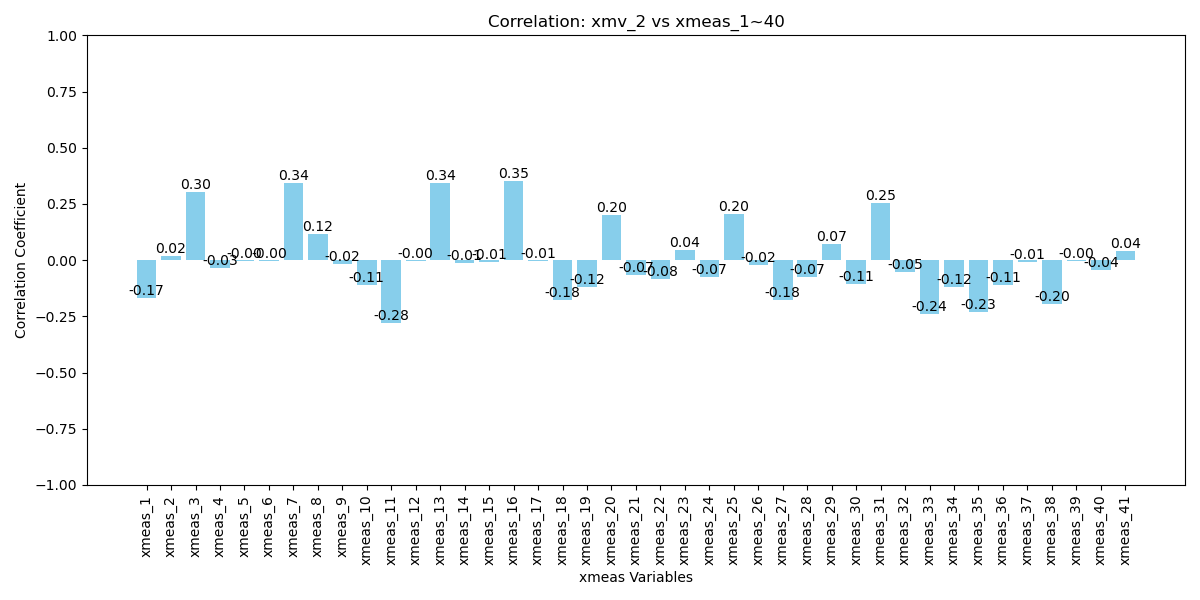 Correlation: xmv_2 vs xmeas_1~40
1.00
0.75
0.50
0.25
0.00
−0.25
−0.50
−0.75
−1.00
Correlation Coefficient
-0.17
0.02
0.30
-0.03
-0.00
-0.00
0.34
0.12
-0.02
-0.11
-0.28
-0.00
0.34
-0.01
-0.01
0.35
-0.01
-0.18
-0.12
0.20
-0.07
-0.08
0.04
-0.07
0.20
-0.02
-0.18
-0.07
0.07
-0.11
0.25
-0.05
-0.24
-0.12
-0.23
-0.11
-0.01
-0.20
-0.00
-0.04
0.04
xmeas_1
xmeas_2
xmeas_3
xmeas_4
xmeas_5
xmeas_6
xmeas_7
xmeas_8
xmeas_9
xmeas_10
xmeas_11
xmeas_12
xmeas_13
xmeas_14
xmeas_15
xmeas_16
xmeas_17
xmeas_18
xmeas_19
xmeas_20
xmeas_21
xmeas_22
xmeas_23
xmeas_24
xmeas_25
xmeas_26
xmeas_27
xmeas_28
xmeas_29
xmeas_30
xmeas_31
xmeas_32
xmeas_33
xmeas_34
xmeas_35
xmeas_36
xmeas_37
xmeas_38
xmeas_39
xmeas_40
xmeas_41
xmeas Variables